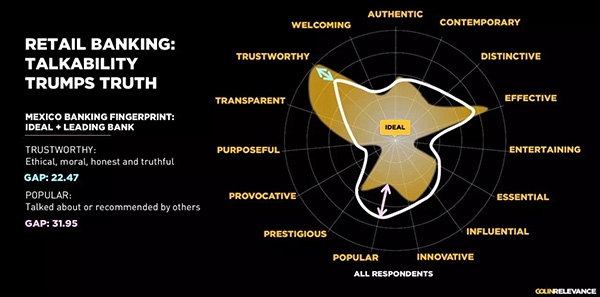 RETAIL BANKING:
TALKABILITY
TRUMPS TRUTH
MEXICO BANKING FINGERPRINT:
IDEAL + LEADING BANK
TRUSTWORTHY:
Ethical, moral, honest and truthful
GAP: 22.47
POPULAR:
Talked about or recommended by others
GAP: 31.95
AUTHENTIC
CONTEMPORARY
DISTINCTIVE
EFFECTIVE
ENTERTAINING
ESSENTIAL
INFLUENTIAL
INNOVATIVE
POPULAR
PRESTIGIOUS
PROVOCATIVE
PURPOSEFUL
TRANSPARENT
TRUSTWORTHY
WELCOMING
IDEAL
ALL RESPONDENTS
GOLINRELEVANCE